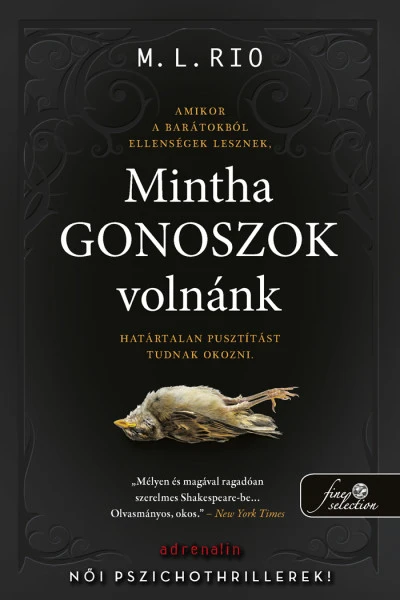 M. L. RIO
AMIKOR
A BARÁTOKBÓL
ELLENSÉGEK LESZNEK,
Mintha
GONOSZOK
volnánk
HATÁRTALAN PUSZTÍTÁST
TUDNAK OKOZNI.
„Mélyen és magával ragadóan
szerelmes Shakespeare-be...
Olvasmányos, okos.” – New York Times
fine
selection
adrenalin
NŐI PSZICHOTHRILLEREK!